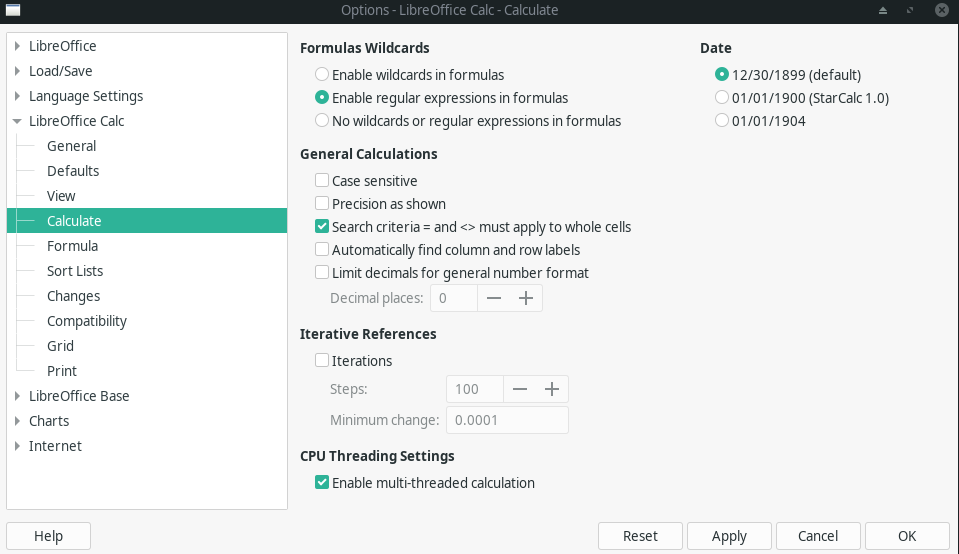 Options - LibreOffice Calc - Calculate
LibreOffice
Load/Save
Language Settings
LibreOffice Calc
General
Defaults
View
Calculate
Formula
Sort Lists
Changes
Compatibility
Grid
Print
LibreOffice Base
Charts
Internet
Formulas Wildcards
Enable wildcards in formulas
Enable regular expressions in formulas
No wildcards or regular expressions in formulas
Date
12/30/1899 (default)
01/01/1900 (StarCalc 1.0)
01/01/1904
General Calculations
Case sensitive
Precision as shown
Search criteria = and <> must apply to whole cells
Automatically find column and row labels
Limit decimals for general number format
Decimal places: 0
Iterative References
Iterations
Steps: 100
Minimum change: 0.0001
CPU Threading Settings
Enable multi-threaded calculation
Help Reset Apply Cancel OK